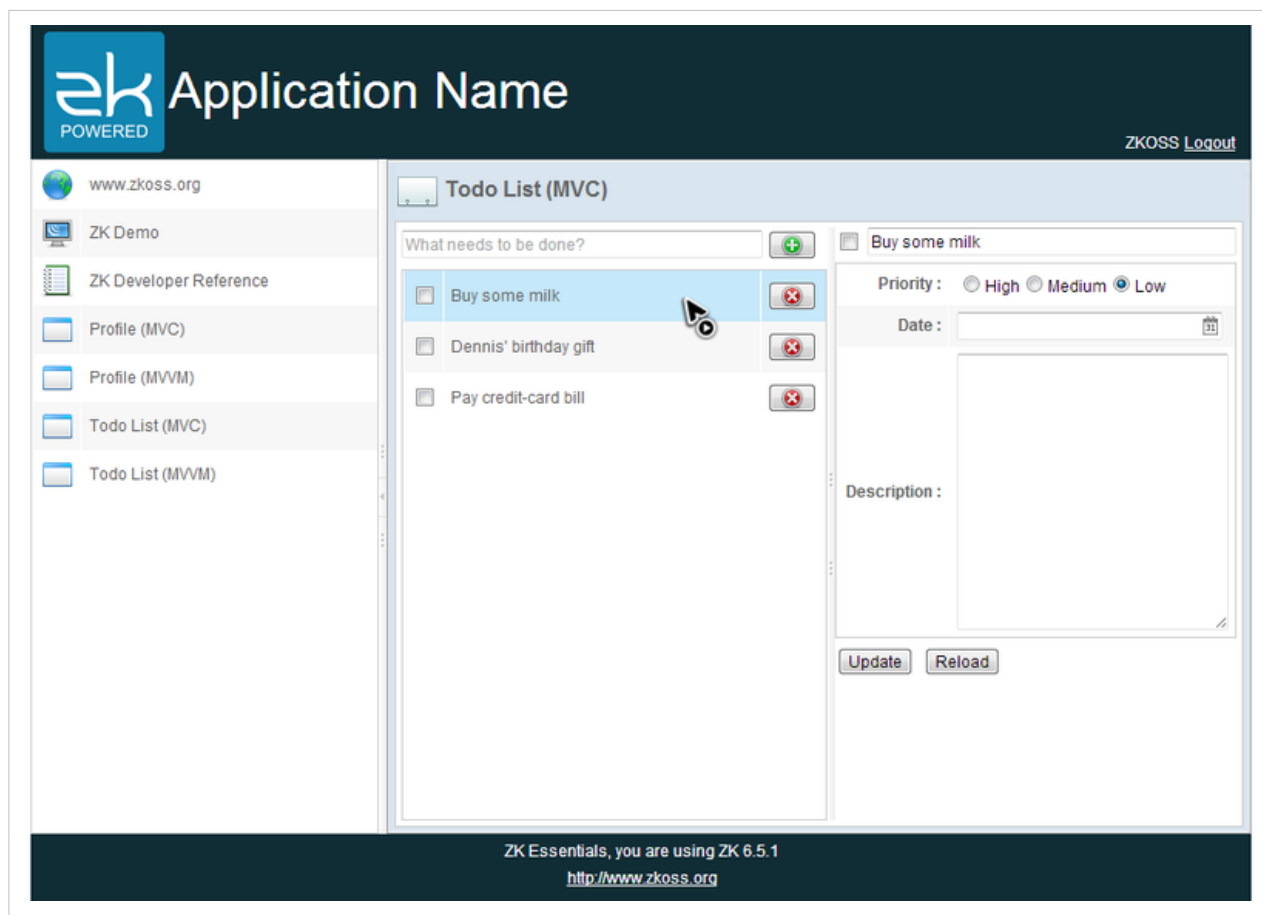 zk
POWERED
Application Name
ZKOSS Logout
www.zkoss.org
ZK Demo
ZK Developer Reference
Profile (MVC)
Profile (MVVM)
Todo List (MVC)
Todo List (MVVM)
Todo List (MVC)
What needs to be done?
Buy some milk
Dennis' birthday gift
Pay credit-card bill
Buy some milk
Priority : High Medium Low
Date : 31
Description :
Update Reload
ZK Essentials, you are using ZK 6.5.1
http://www.zkoss.org